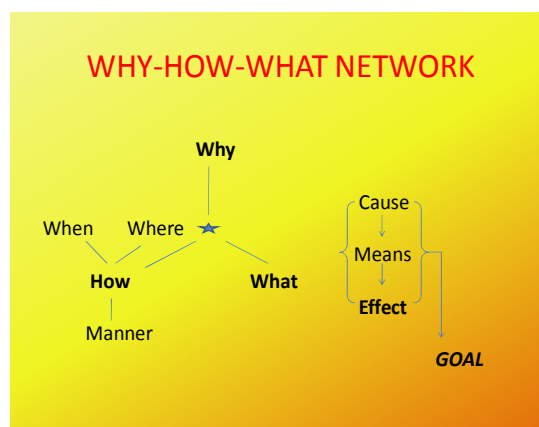 WHY-HOW-WHAT NETWORK
Why
When Where
How
What
Manner
Cause
Means
Effect
GOAL